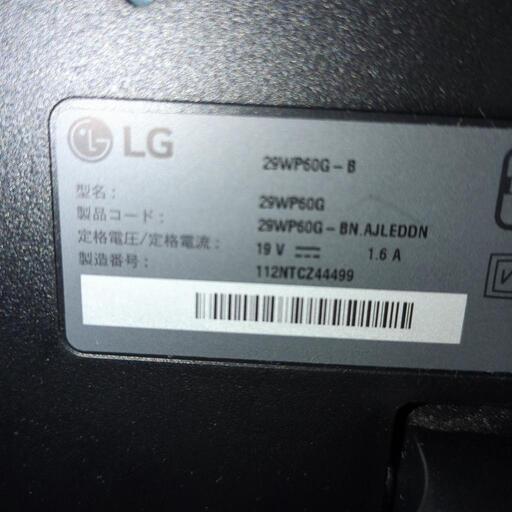 LG
29WP60G-B
型名: 29WP60G
製品コード: 29WP60G-BN.AJLEDDN
定格電圧/定格電流: 19 V ⎓ 1.6 A
製造番号: 112NTCZ44499